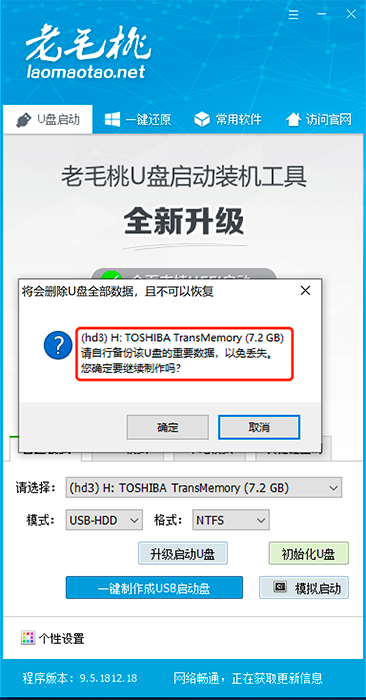 老毛桃
laomaotao.net
U盘启动
一键还原
常用软件
访问官网
老毛桃U盘启动装机工具
全新升级
将会删除U盘全部数据，且不可以恢复
(hd3) H: TOSHIBA TransMemory (7.2 GB)
请自行备份该U盘的重要数据，以免丢失。
您确定要继续制作吗？
确定
取消
请选择：
(hd3) H: TOSHIBA TransMemory (7.2 GB)
模式：
USB-HDD
格式：
NTFS
升级启动U盘
初始化U盘
一键制作成USB启动盘
模拟启动
个性设置
程序版本：9.5.1812.18
网络畅通，正在获取更新信息